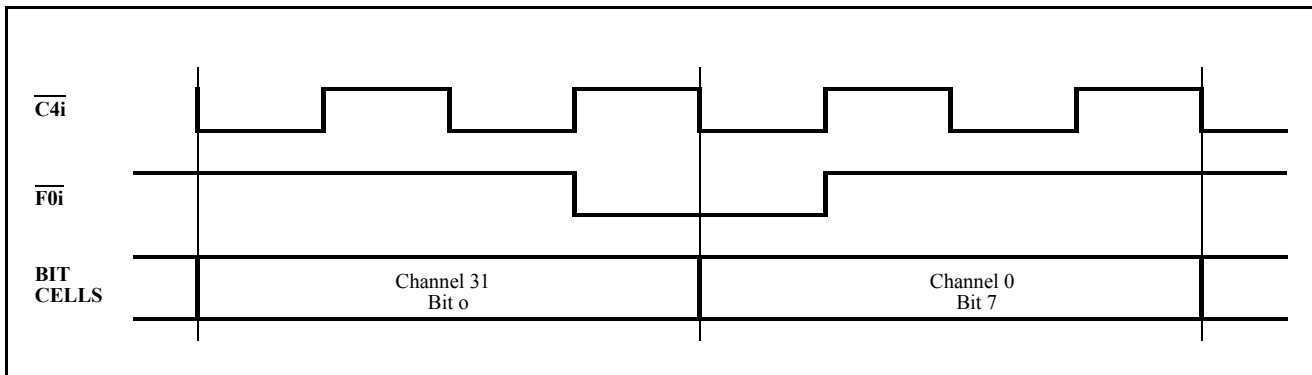 C4i
F0i
BIT
CELLS
Channel 31
Bit o
Channel 0
Bit 7